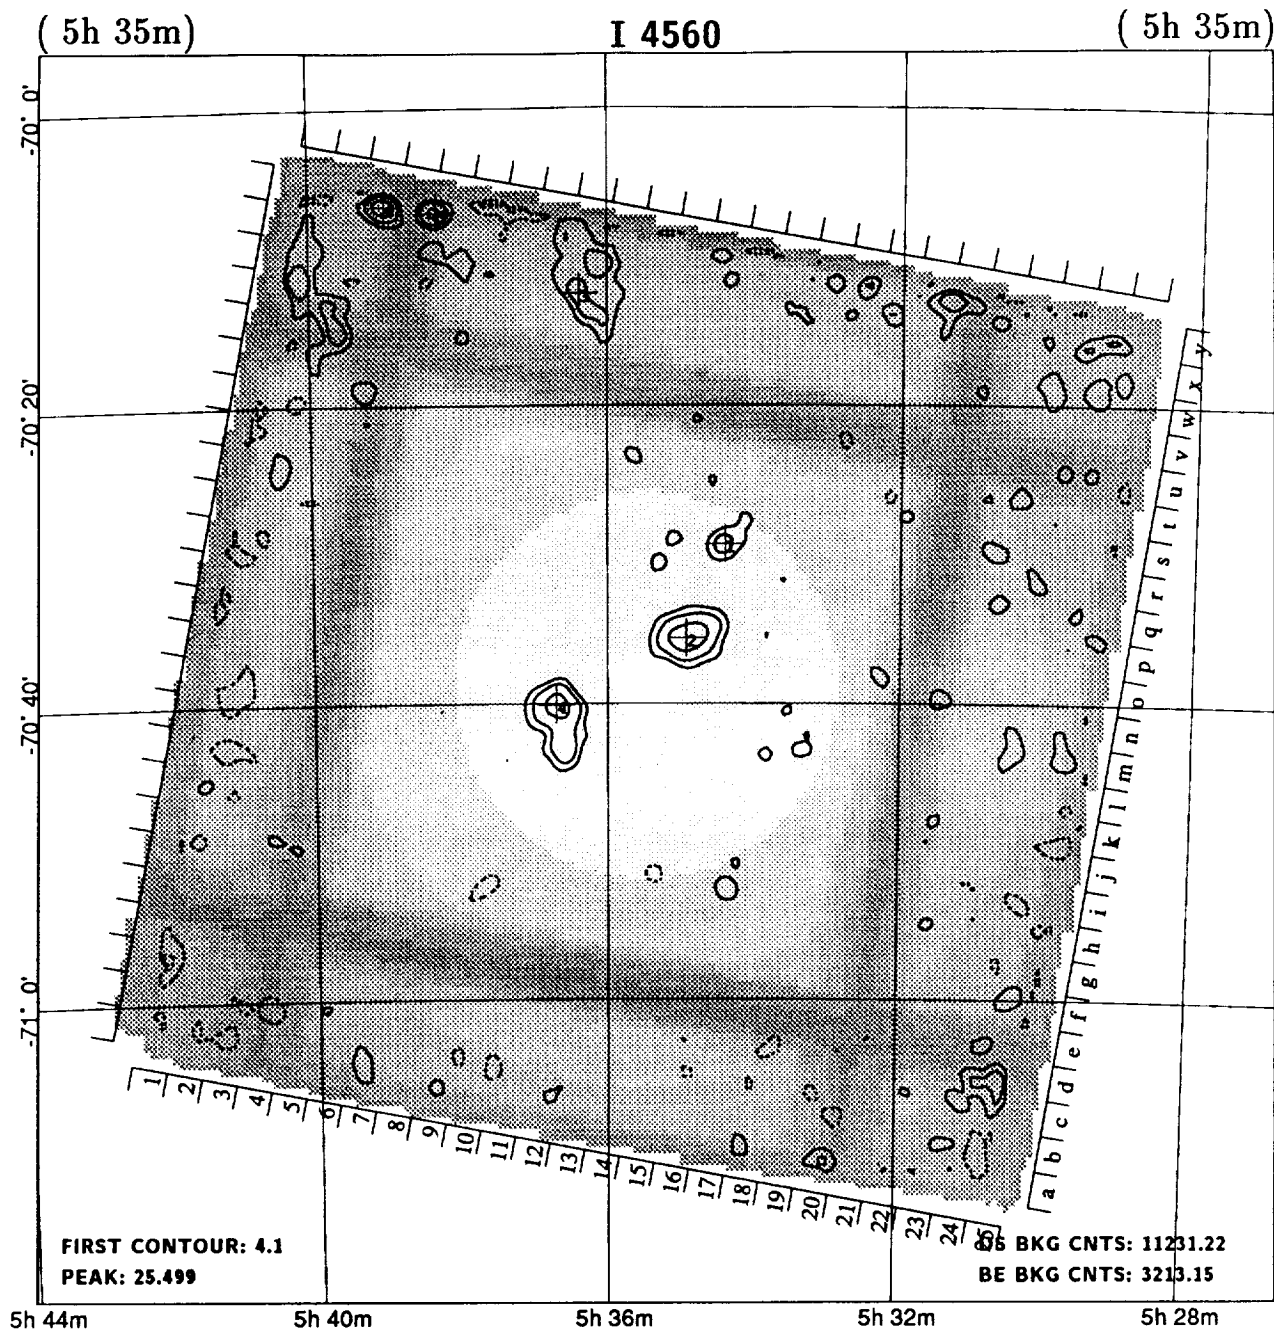 ( 5h 35m)
I 4560
( 5h 35m)
-70° 0'
-70° 20'
-70° 40'
-71° 0'
y
x
w
v
u
t
s
r
q
p
o
n
m
l
k
j
i
h
g
f
e
d
c
b
a
1 2 3 4 5 6 7 8 9 10 11 12 13 14 15 16 17 18 19 20 21 22 23 24
FIRST CONTOUR: 4.1
PEAK: 25.499
BKG CNTS: 11231.22
BE BKG CNTS: 3213.15
5h 44m 5h 40m 5h 36m 5h 32m 5h 28m